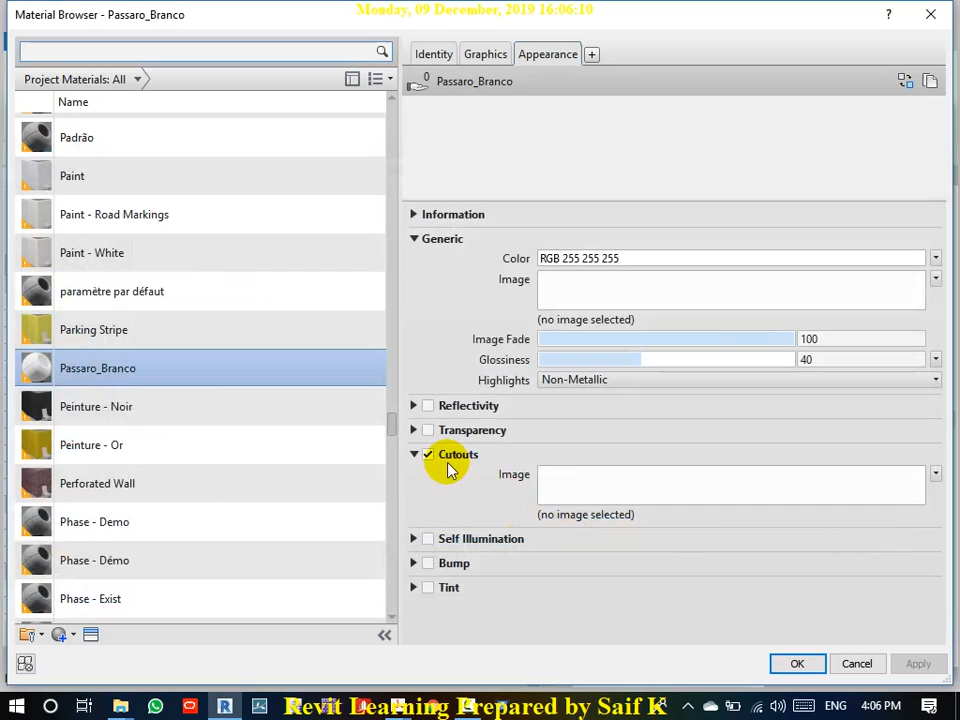 Monday, 09 December, 2019 16:06:10
Material Browser - Passaro_Branco
?
Project Materials: All
Name
Padrão
Paint
Paint - Road Markings
Paint - White
paramètre par défaut
Parking Stripe
Passaro_Branco
Peinture - Noir
Peinture - Or
Perforated Wall
Phase - Demo
Phase - Démo
Phase - Exist
Identity Graphics Appearance +
0
Passaro_Branco
Information
Generic
Color RGB 255 255 255
Image
(no image selected)
Image Fade 100
Glossiness 40
Highlights Non-Metallic
Reflectivity
Transparency
Cutouts
Image
(no image selected)
Self Illumination
Bump
Tint
OK Cancel Apply
Revit Learning Prepared by Saif K
ENG 4:06 PM